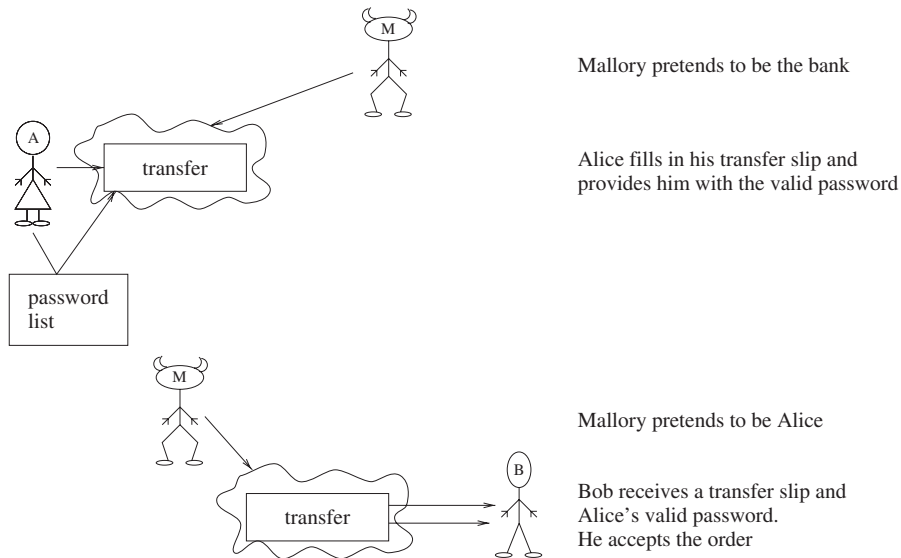 M
Mallory pretends to be the bank
A
transfer
Alice fills in his transfer slip and
provides him with the valid password
password
list
M
Mallory pretends to be Alice
B
transfer
Bob receives a transfer slip and
Alice's valid password.
He accepts the order